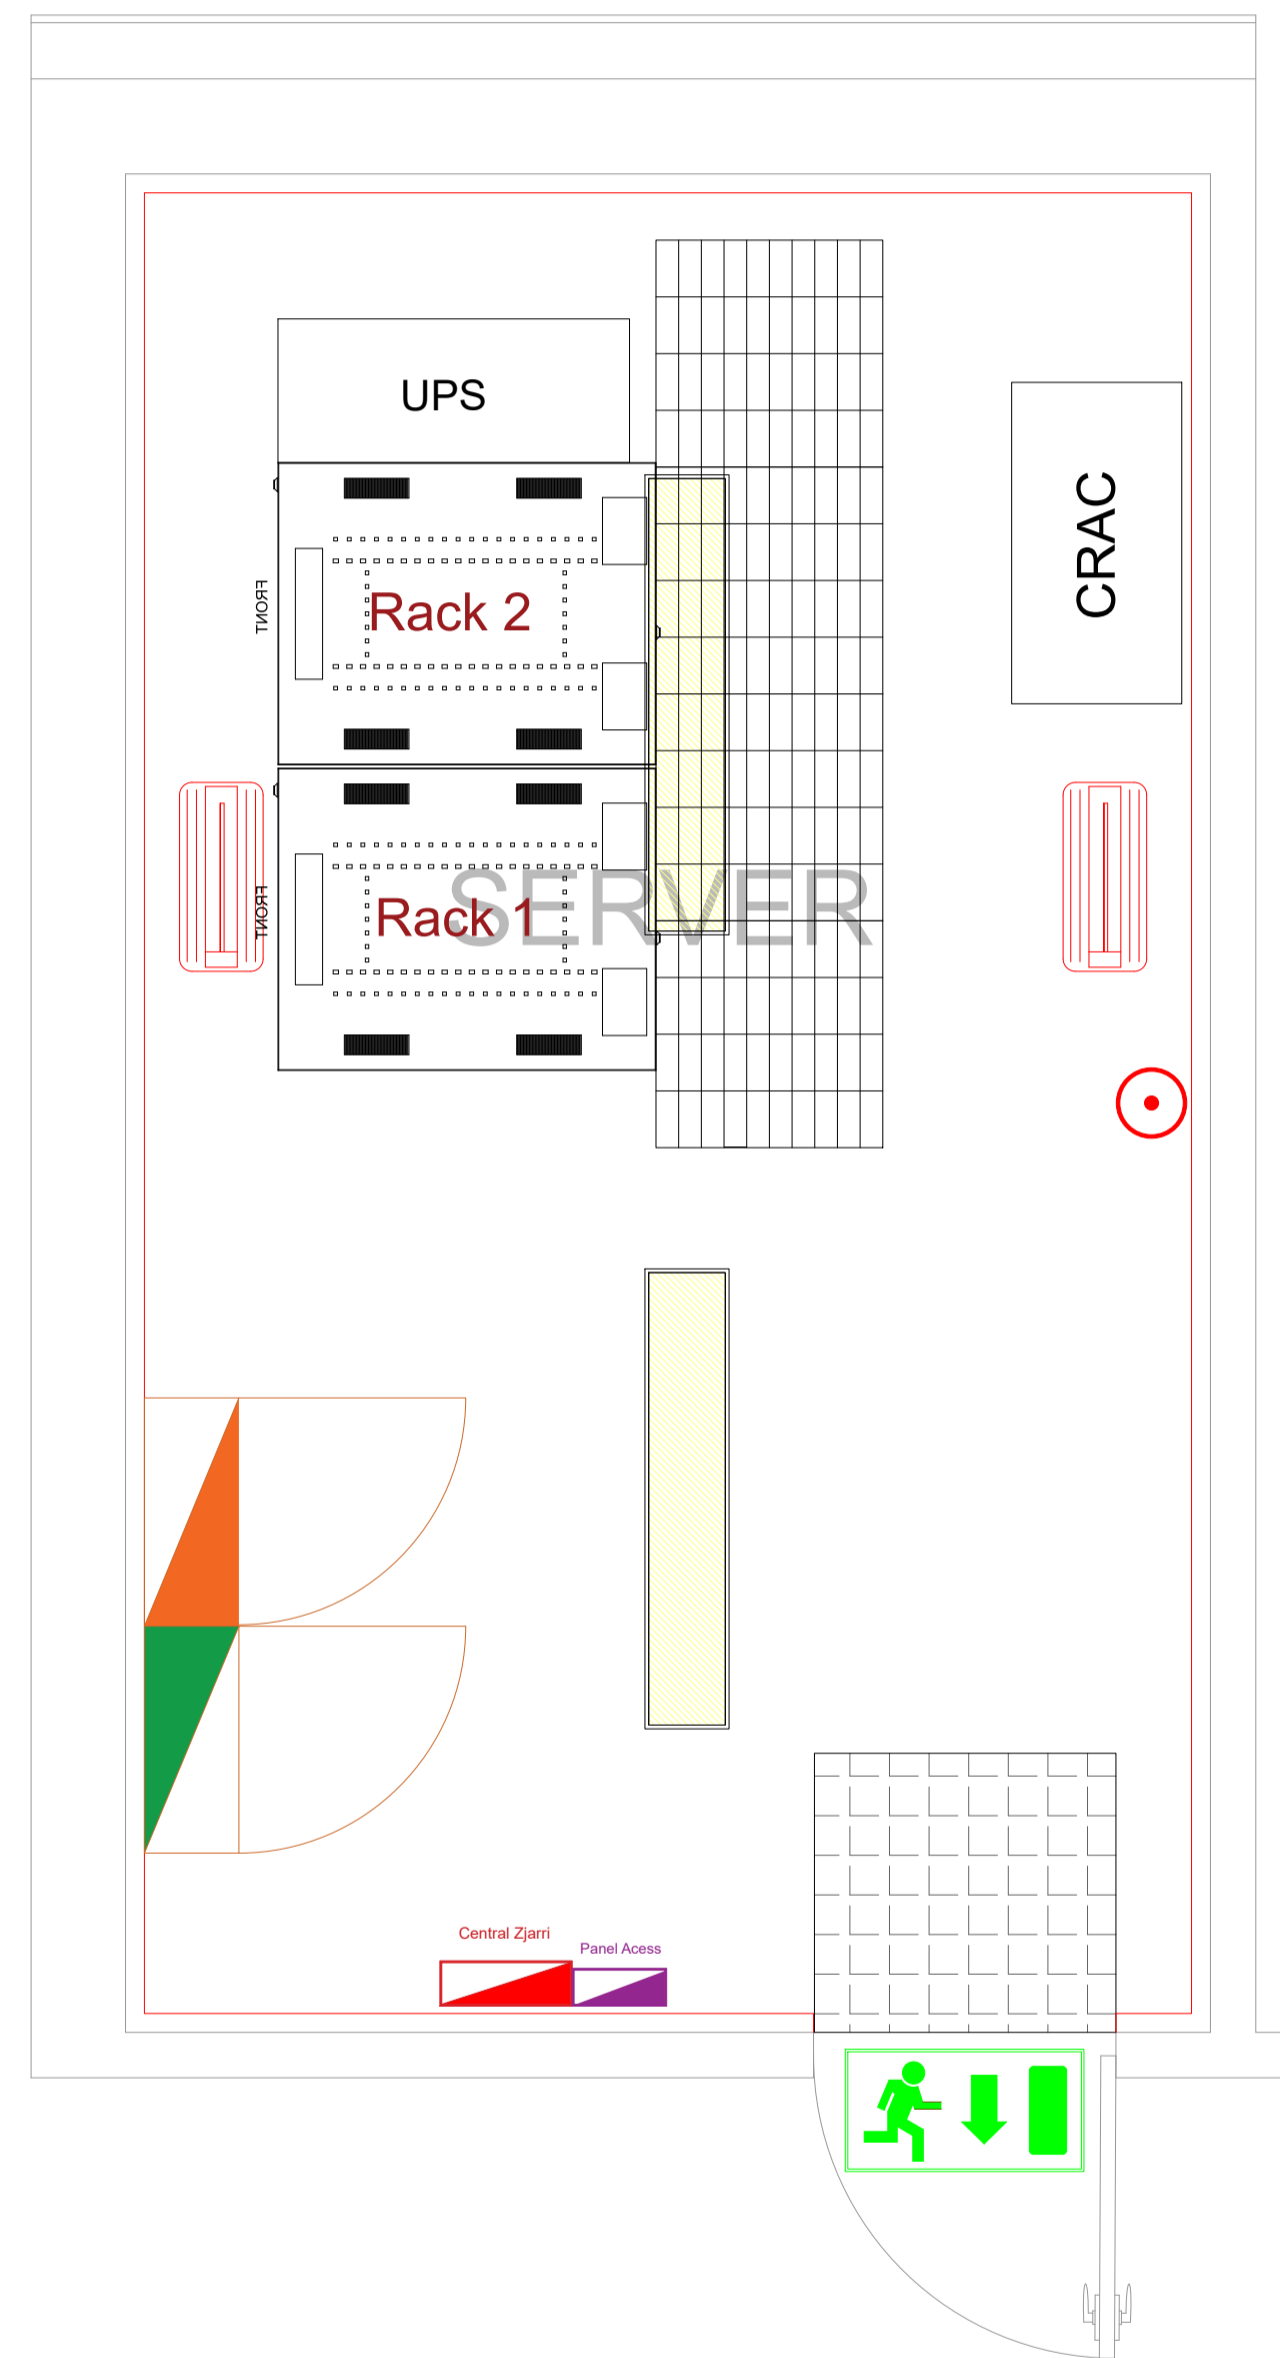 UPS
CRAC
FRONT
Rack 2
FRONT
Rack 1
SERVER
Central Zjarri
Panel Acess